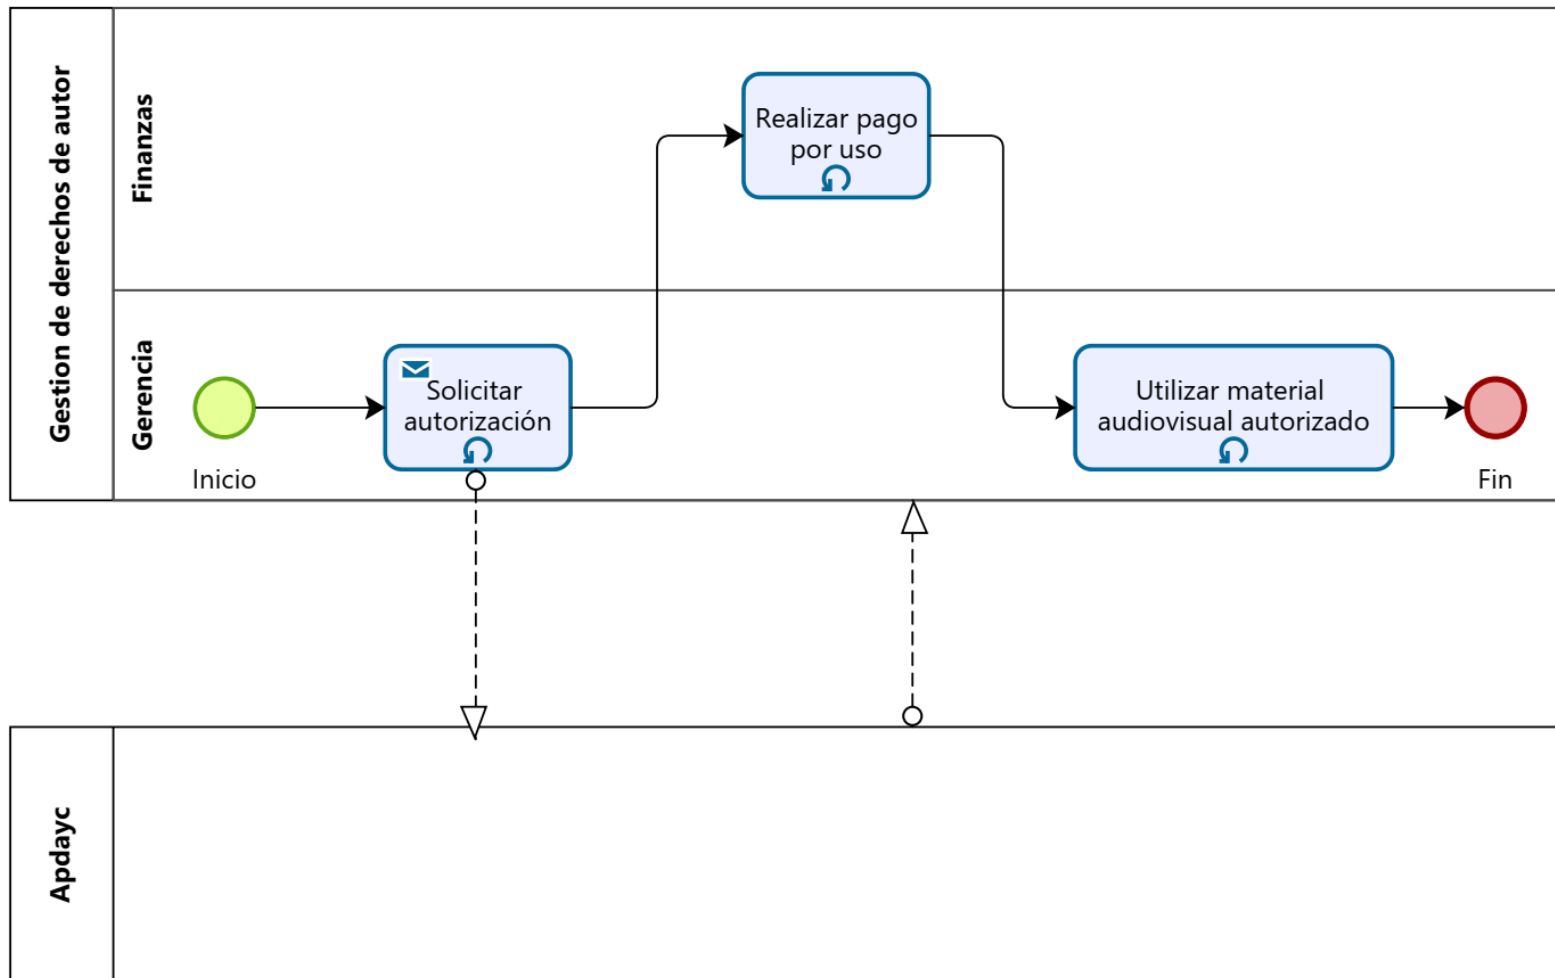 Gestion de derechos de autor
Finanzas
Realizar pago
por uso
Gerencia
Inicio
Solicitar
autorización
Utilizar material
audiovisual autorizado
Fin
Apdayc